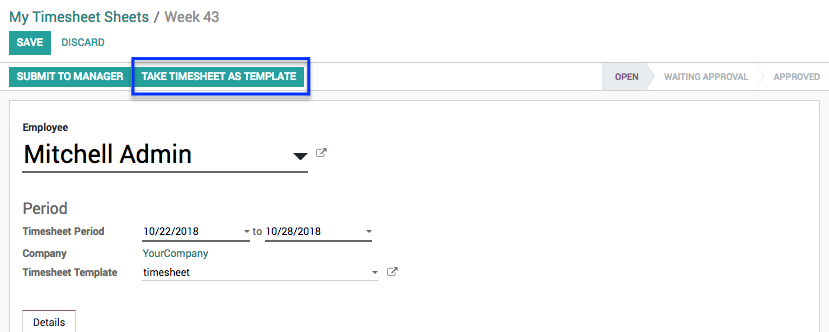 My Timesheet Sheets / Week 43
SAVE DISCARD
SUBMIT TO MANAGER TAKE TIMESHEET AS TEMPLATE OPEN WAITING APPROVAL APPROVED
Employee
Mitchell Admin
Period
Timesheet Period 10/22/2018 to 10/28/2018
Company YourCompany
Timesheet Template timesheet
Details